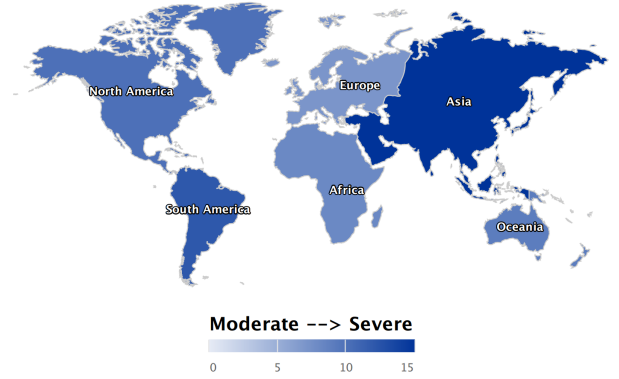 North America
Europe
Asia
Africa
South America
Oceania
Moderate --> Severe
0 5 10 15